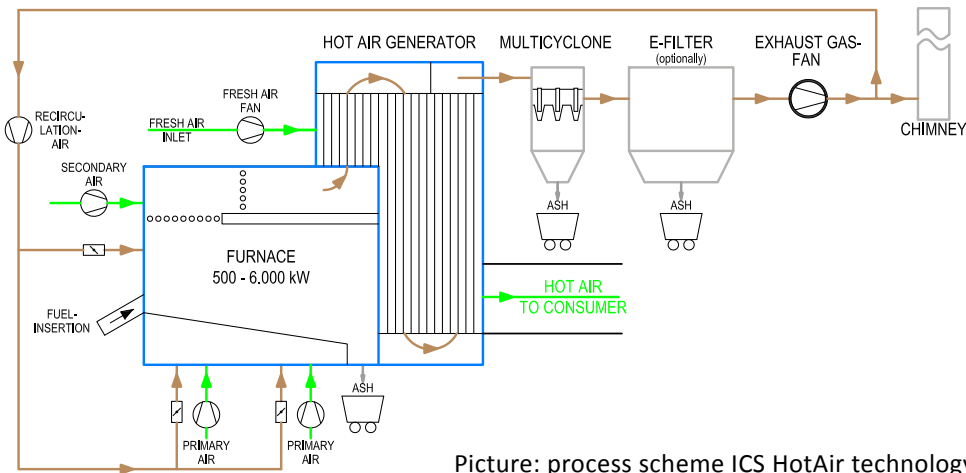 HOT AIR GENERATOR
MULTICYCLONE
E-FILTER
(optionally)
EXHAUST GAS-
FAN
CHIMNEY
RECIRCU-
LATION-
AIR
FRESH AIR
FAN
FRESH AIR
INLET
SECONDARY
AIR
ASH
ASH
FURNACE
500 - 6.000 kW
HOT AIR
TO CONSUMER
FUEL-
INSERTION
ASH
PRIMARY
AIR
PRIMARY
AIR
Picture: process scheme ICS HotAir technology